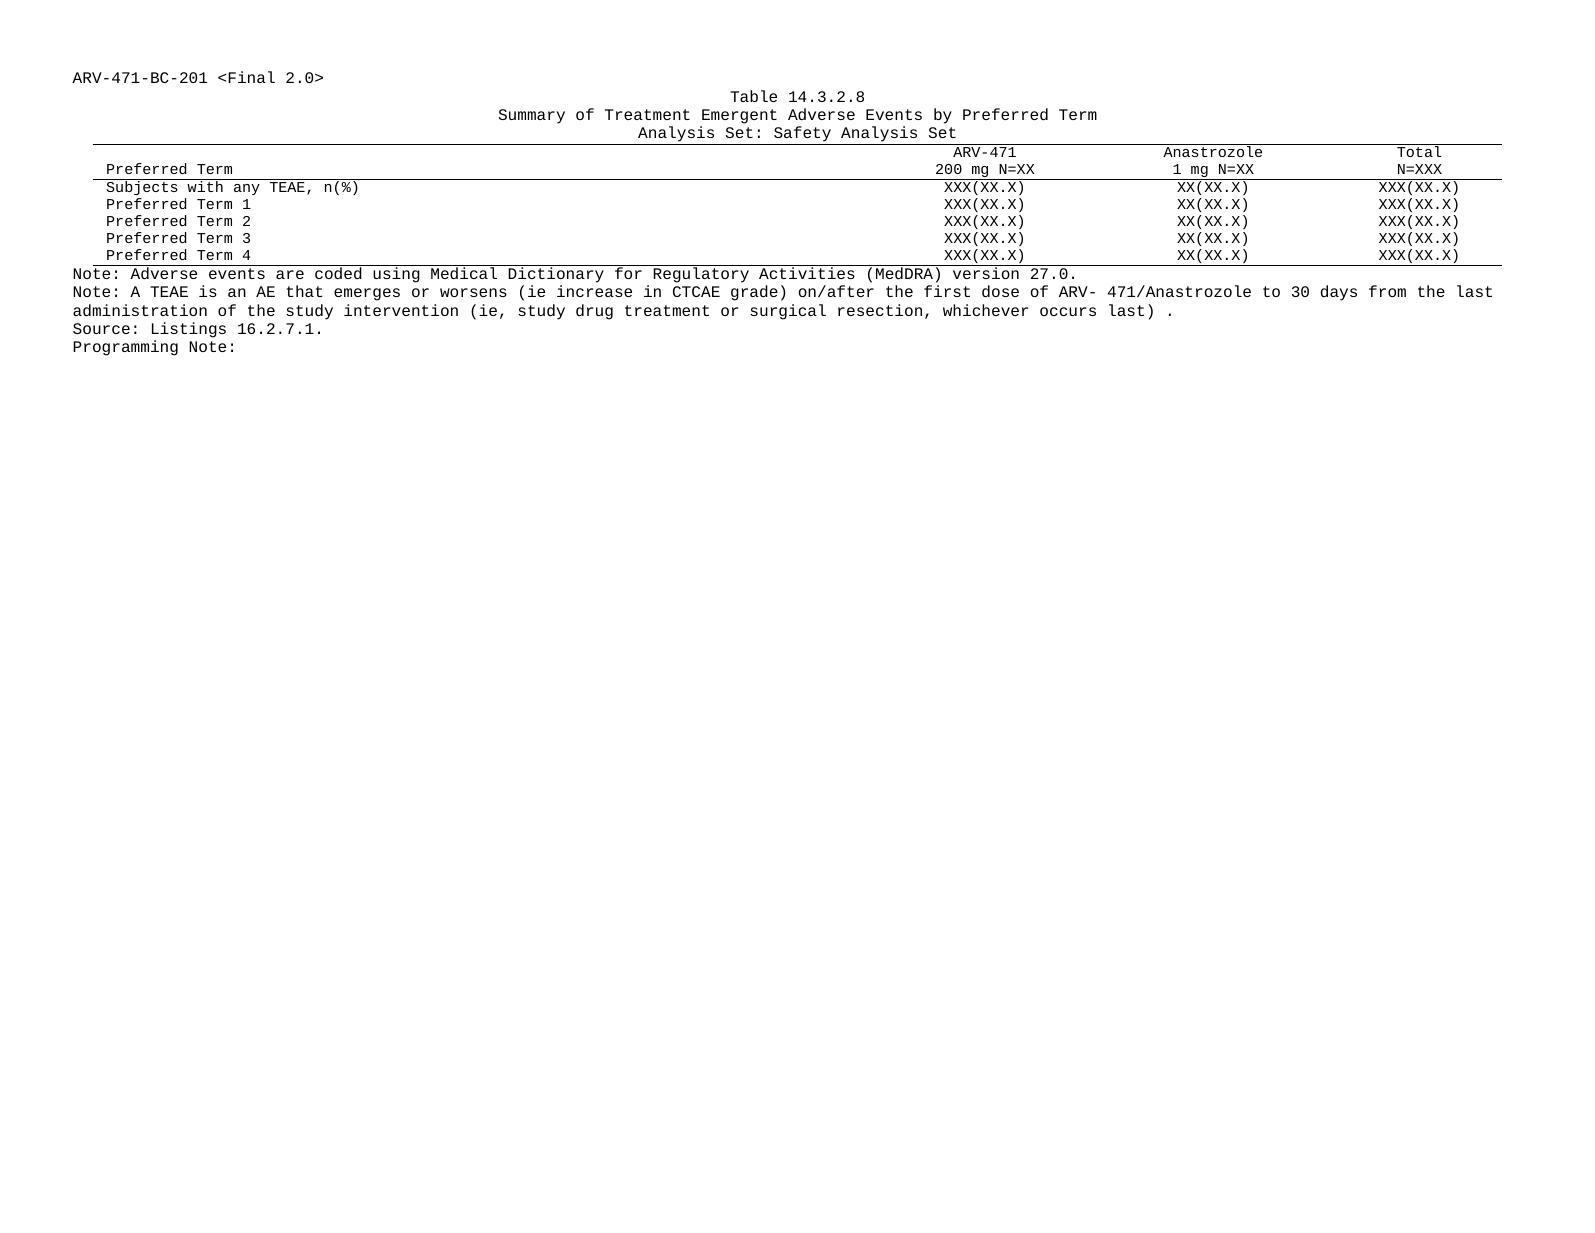 ARV-471-BC-201 <Final 2.0>
Table 14.3.2.8
Summary of Treatment Emergent Adverse Events by Preferred Term
Analysis Set: Safety Analysis Set
ARV-471 Anastrozole Total
Preferred Term 200 mg N=XX 1 mg N=XX N=XXX
Subjects with any TEAE, n(%) XXX(XX.X) XX(XX.X) XXX(XX.X)
Preferred Term 1 XXX(XX.X) XX(XX.X) XXX(XX.X)
Preferred Term 2 XXX(XX.X) XX(XX.X) XXX(XX.X)
Preferred Term 3 XXX(XX.X) XX(XX.X) XXX(XX.X)
Preferred Term 4 XXX(XX.X) XX(XX.X) XXX(XX.X)
Note: Adverse events are coded using Medical Dictionary for Regulatory Activities (MedDRA) version 27.0.
Note: A TEAE is an AE that emerges or worsens (ie increase in CTCAE grade) on/after the first dose of ARV- 471/Anastrozole to 30 days from the last
administration of the study intervention (ie, study drug treatment or surgical resection, whichever occurs last) .
Source: Listings 16.2.7.1.
Programming Note: